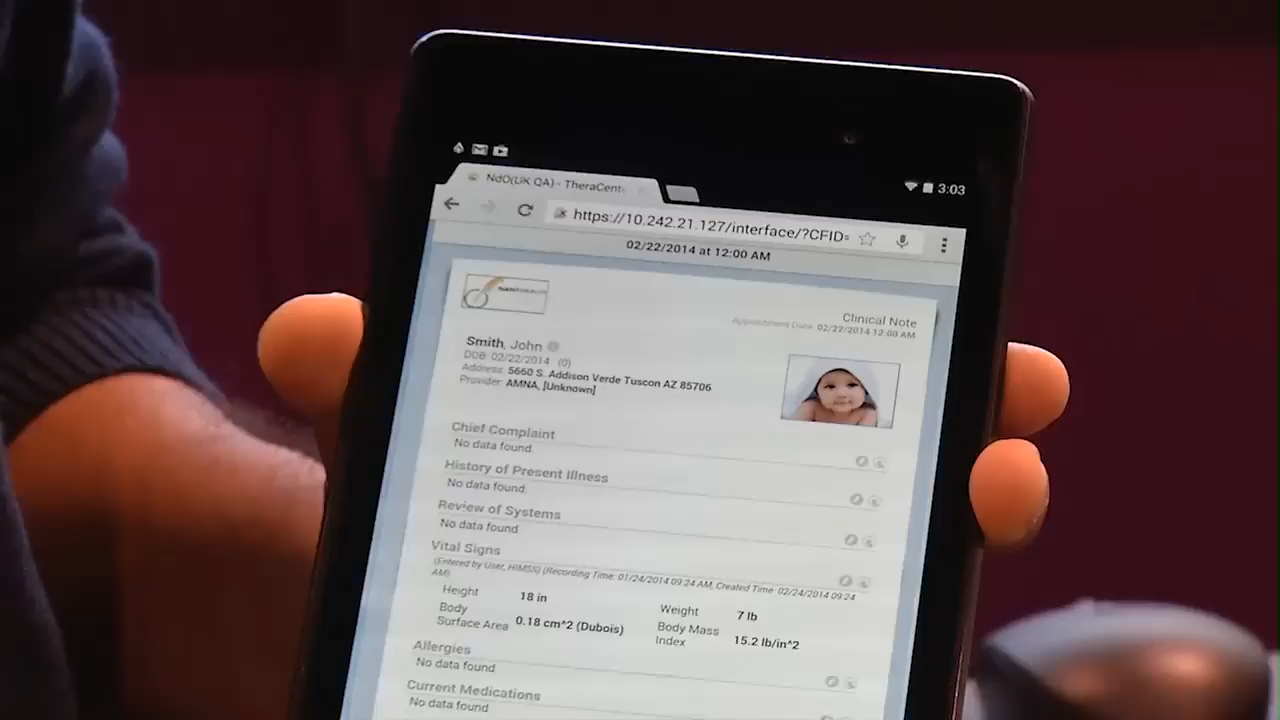 3:03
NdO(UK QA) - TheraCente
https://10.242.21.127/interface/?CFID=
02/22/2014 at 12:00 AM
Clinical Note
Appointment Date: 02/22/2014 12:00 AM
Smith, John
DOB: 02/22/2014 (0)
Address: 5660 S. Addison Verde Tuscon AZ 85706
Provider: AMNA, [Unknown]
Chief Complaint
No data found
History of Present Illness
No data found
Review of Systems
No data found
Vital Signs
(Entered by User, HIMSS) (Recording Time: 01/24/2014 09:24 AM, Created Time: 02/24/2014 09:24
AM)
Height 18 in Weight 7 lb
Body Surface Area 0.18 cm^2 (Dubois) Body Mass Index 15.2 lb/in^2
Allergies
No data found
Current Medications
No data found